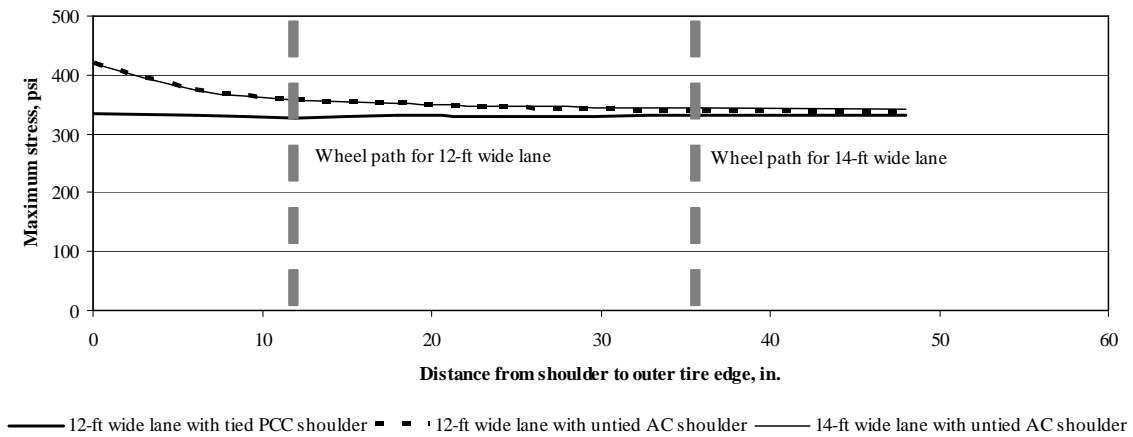 500
400
300
200
100
0
Maximum stress, psi
Wheel path for 12-ft wide lane
Wheel path for 14-ft wide lane
0 10 20 30 40 50 60
Distance from shoulder to outer tire edge, in.
12-ft wide lane with tied PCC shoulder 12-ft wide lane with untied AC shoulder 14-ft wide lane with untied AC shoulder